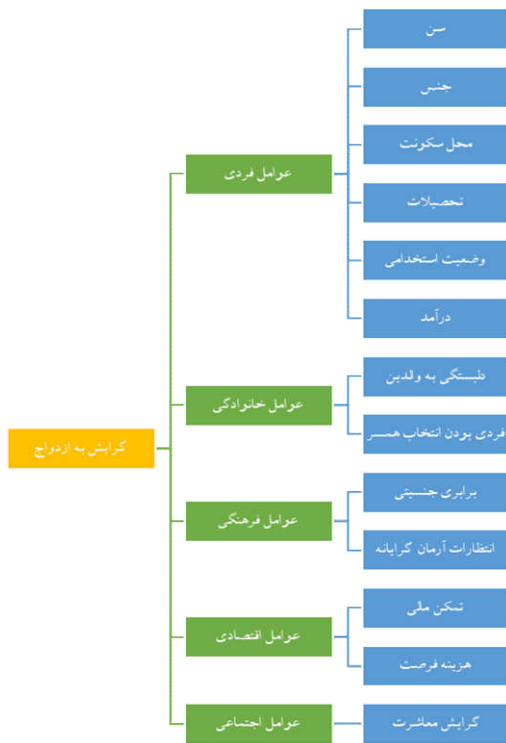 سن
جنس
محل سکونت
عوامل فردی
تحصیلات
وضعیت استخدامی
درآمد
دلبستگی به والدین
عوامل خانوادگی
فردی بودن انتخاب همسر
گرایش به ازدواج
برابری جنسیتی
عوامل فرهنگی
انتظارات آرمان گرایانه
تمکن مالی
عوامل اقتصادی
هزینه فرصت
گرایش معاشرت
عوامل اجتماعی